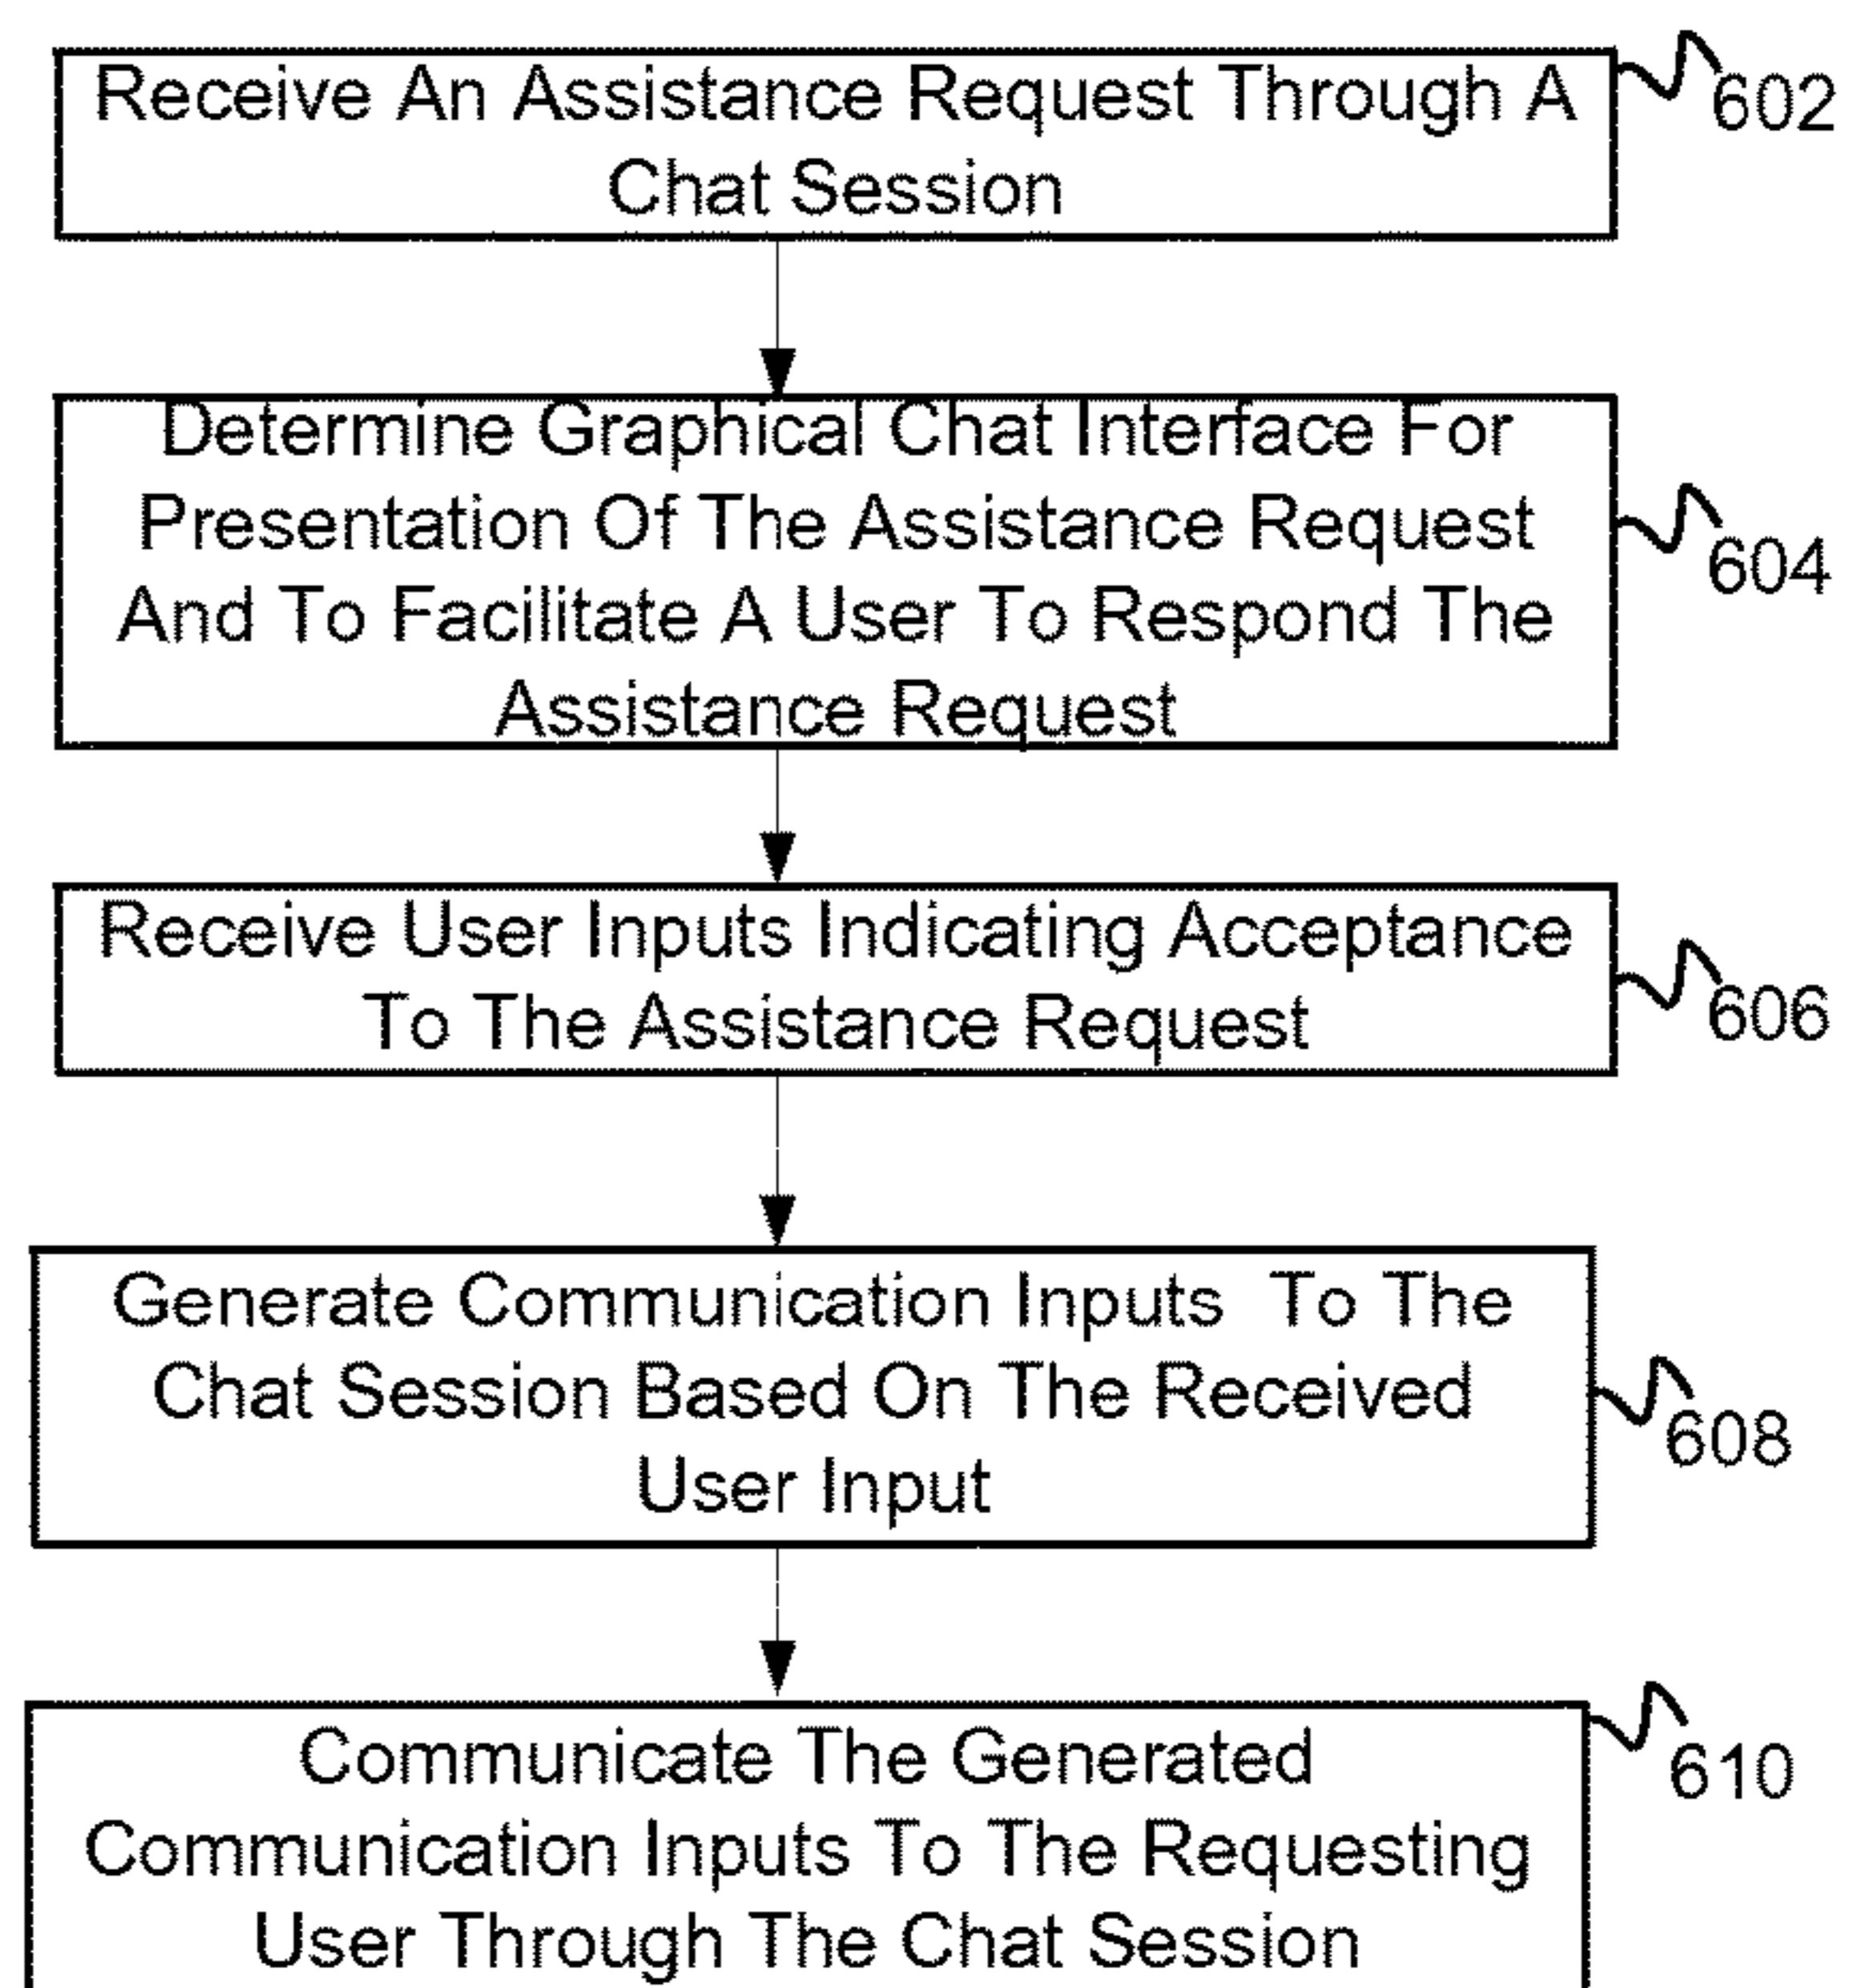 Receive An Assistance Request Through A
Chat Session
602
Determine Graphical Chat Interface For
Presentation Of The Assistance Request
And To Facilitate A User To Respond The
Assistance Request
604
Receive User Inputs Indicating Acceptance
To The Assistance Request
606
Generate Communication Inputs To The
Chat Session Based On The Received
User Input
608
Communicate The Generated
Communication Inputs To The Requesting
User Through The Chat Session
610